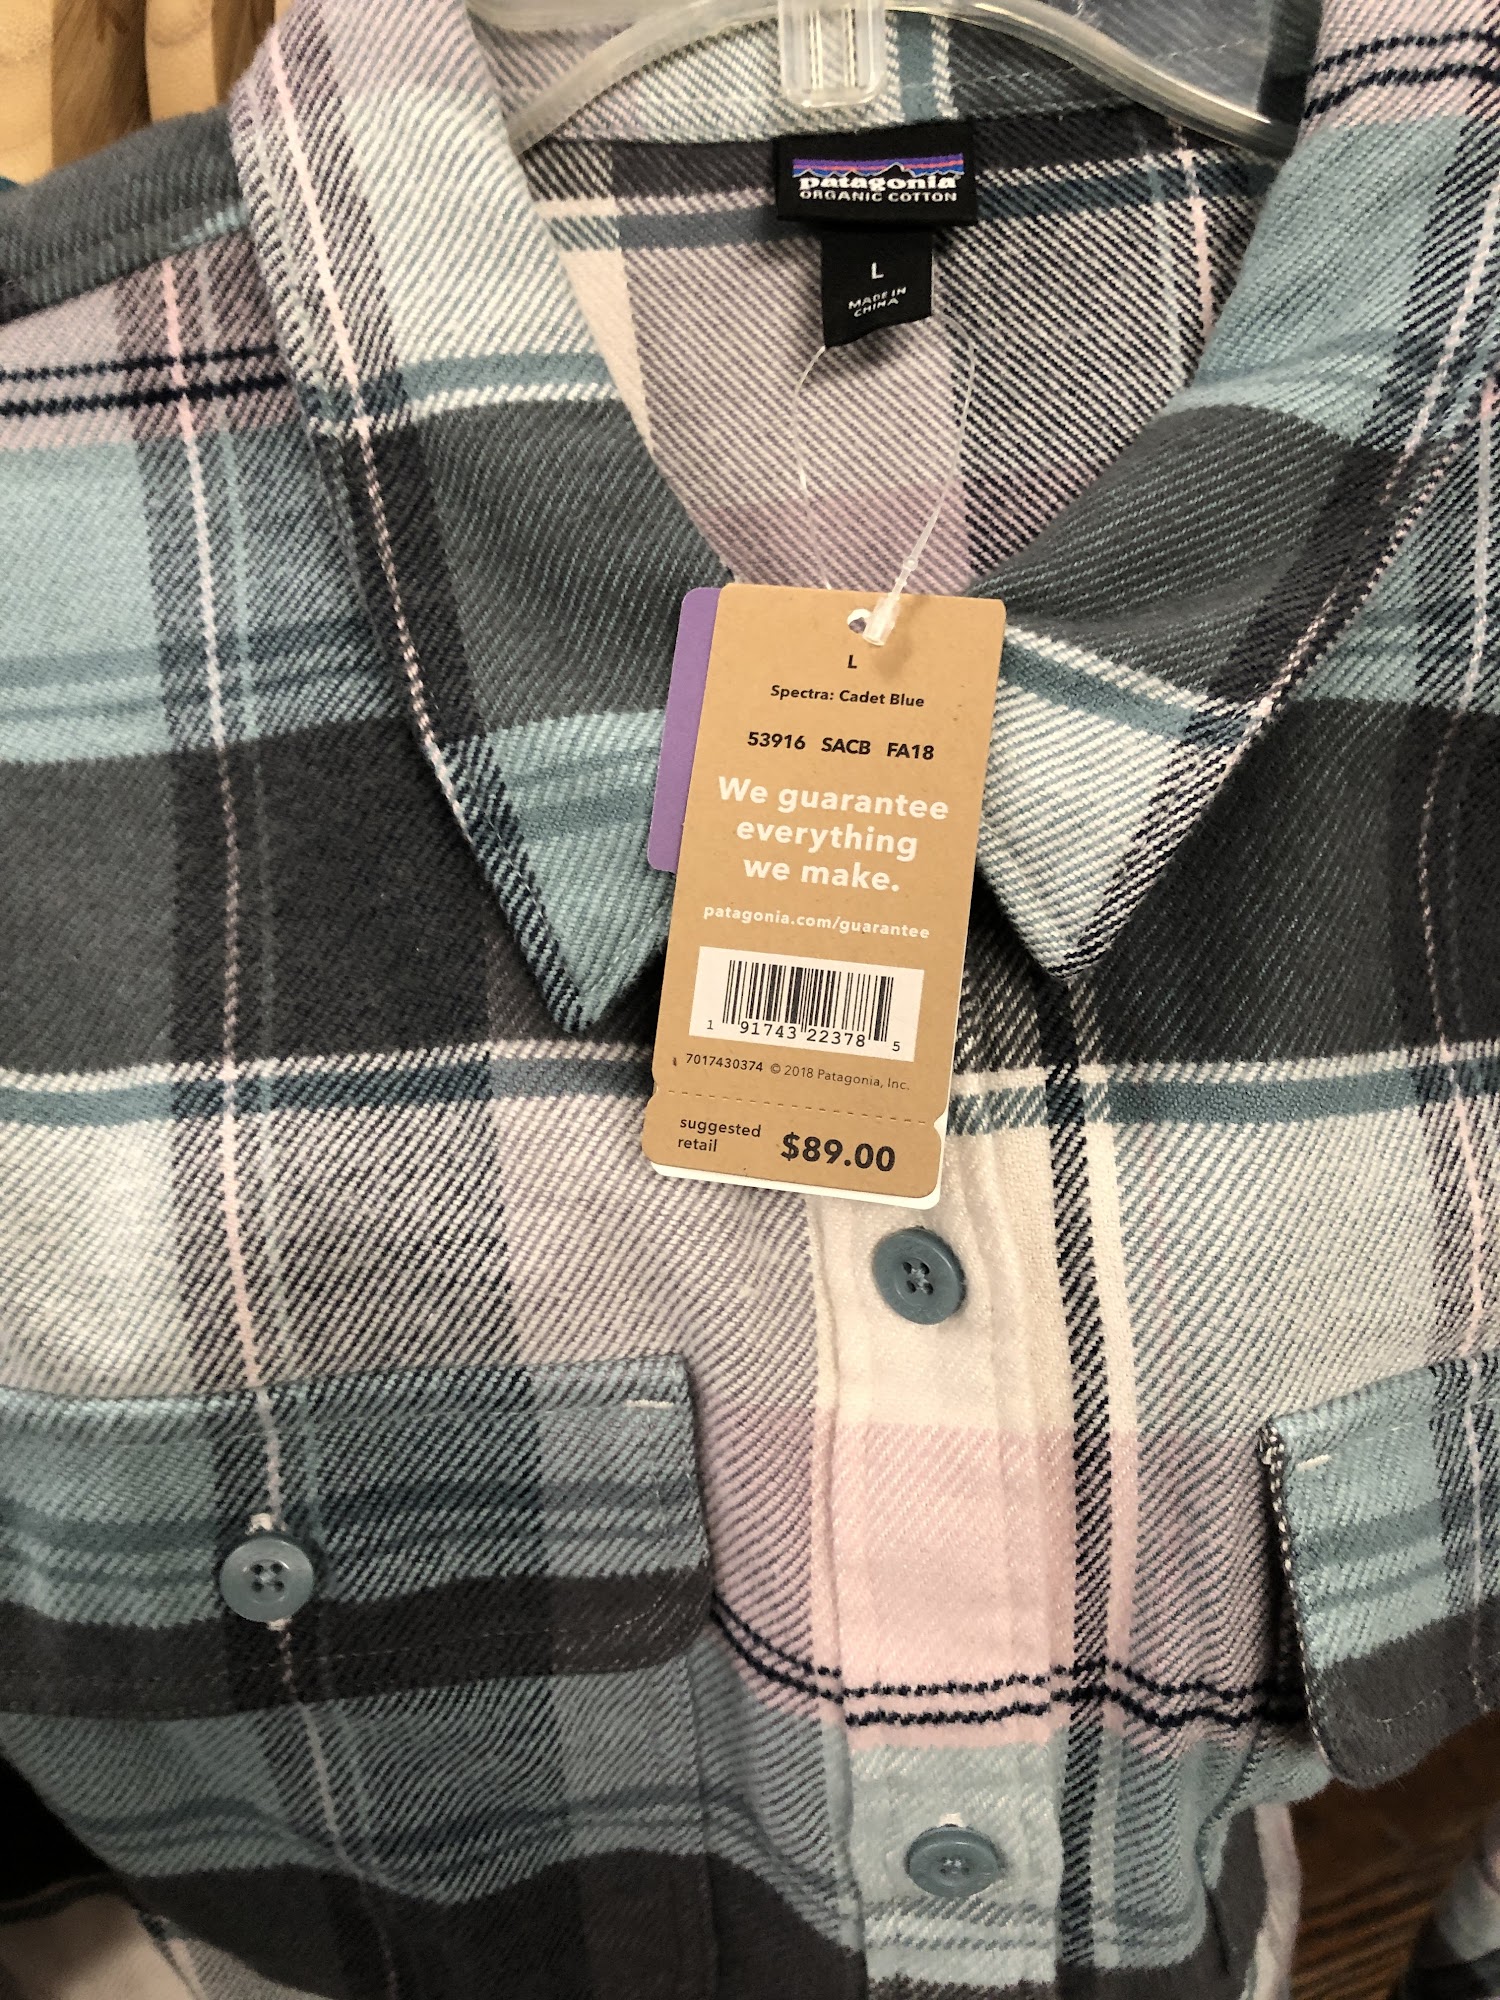 patagonia
ORGANIC COTTON
L
MADE IN
CHINA
L
Spectra: Cadet Blue
53916 SACB FA18
We guarantee
everything
we make.
patagonia.com/guarantee
1 91743 22378 5
7017430374 © 2018 Patagonia, Inc.
suggested
retail
$89.00